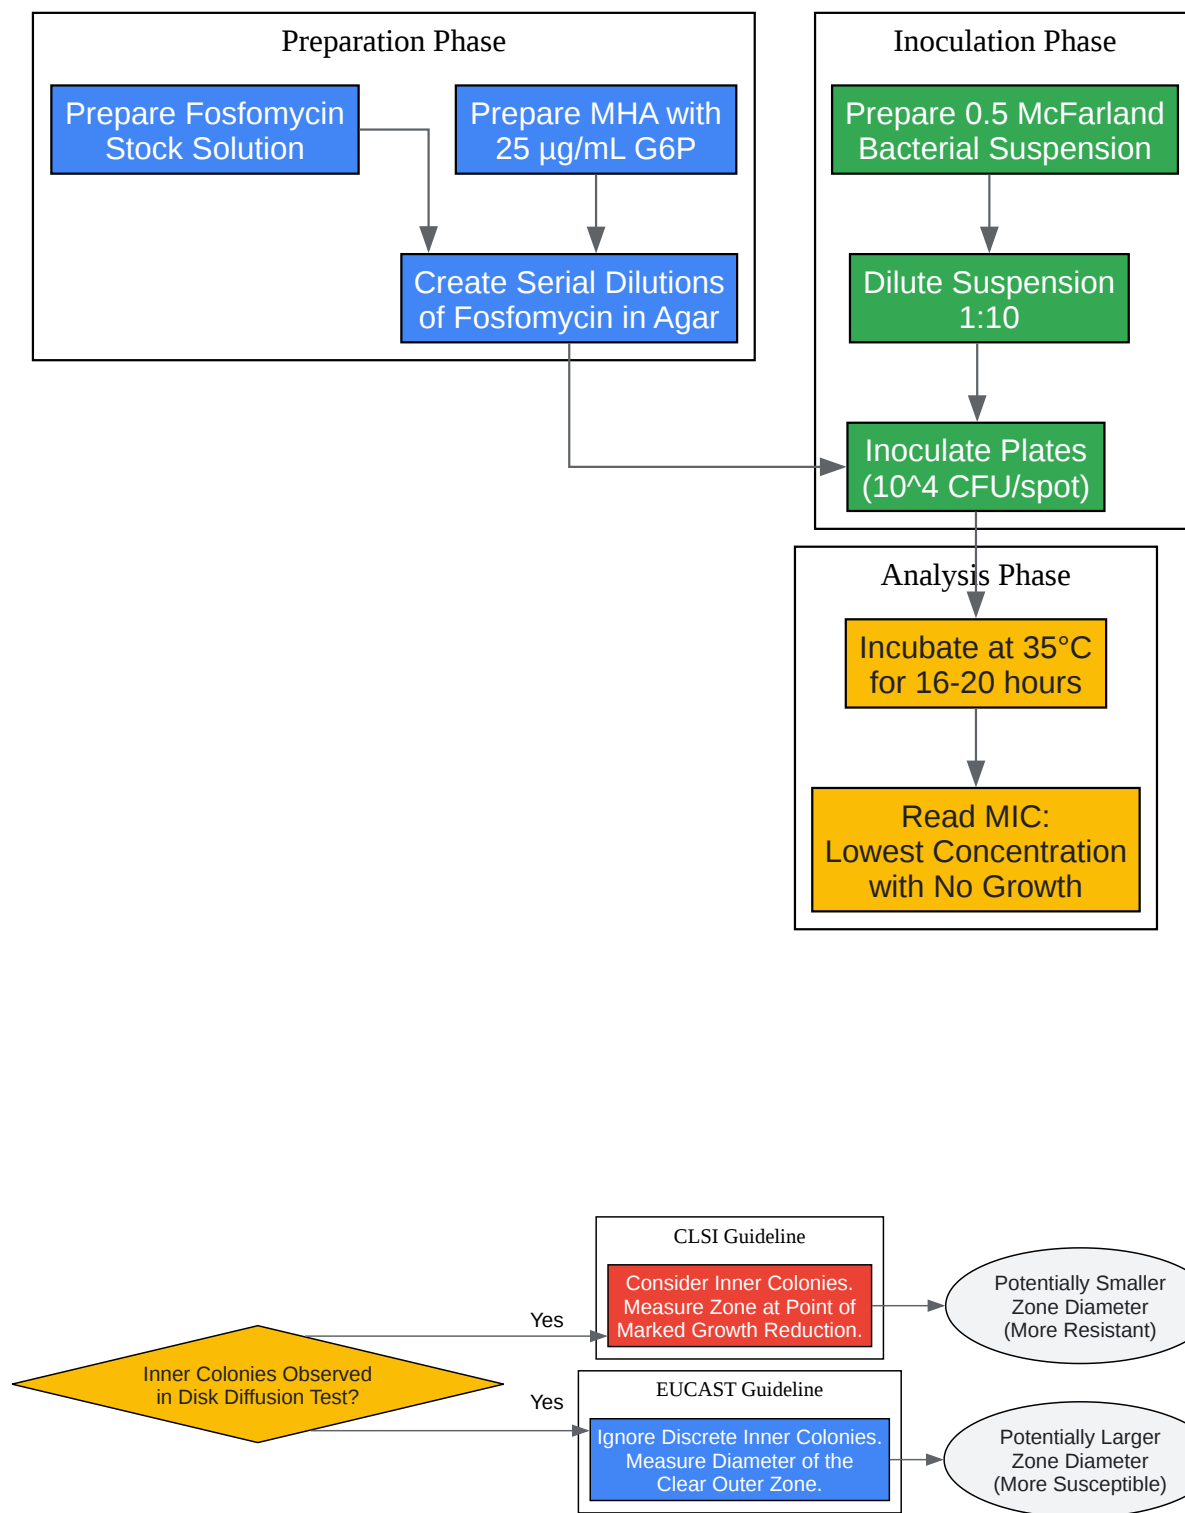 Preparation Phase
Prepare Fosfomycin
Stock Solution
Prepare MHA with
25 µg/mL G6P
Create Serial Dilutions
of Fosfomycin in Agar
Inoculation Phase
Prepare 0.5 McFarland
Bacterial Suspension
Dilute Suspension
1:10
Inoculate Plates
(10^4 CFU/spot)
Analysis Phase
Incubate at 35°C
for 16-20 hours
Read MIC:
Lowest Concentration
with No Growth
Inner Colonies Observed
in Disk Diffusion Test?
Yes
CLSI Guideline
Consider Inner Colonies.
Measure Zone at Point of
Marked Growth Reduction.
Potentially Smaller
Zone Diameter
(More Resistant)
Yes
EUCAST Guideline
Ignore Discrete Inner Colonies.
Measure Diameter of the
Clear Outer Zone.
Potentially Larger
Zone Diameter
(More Susceptible)